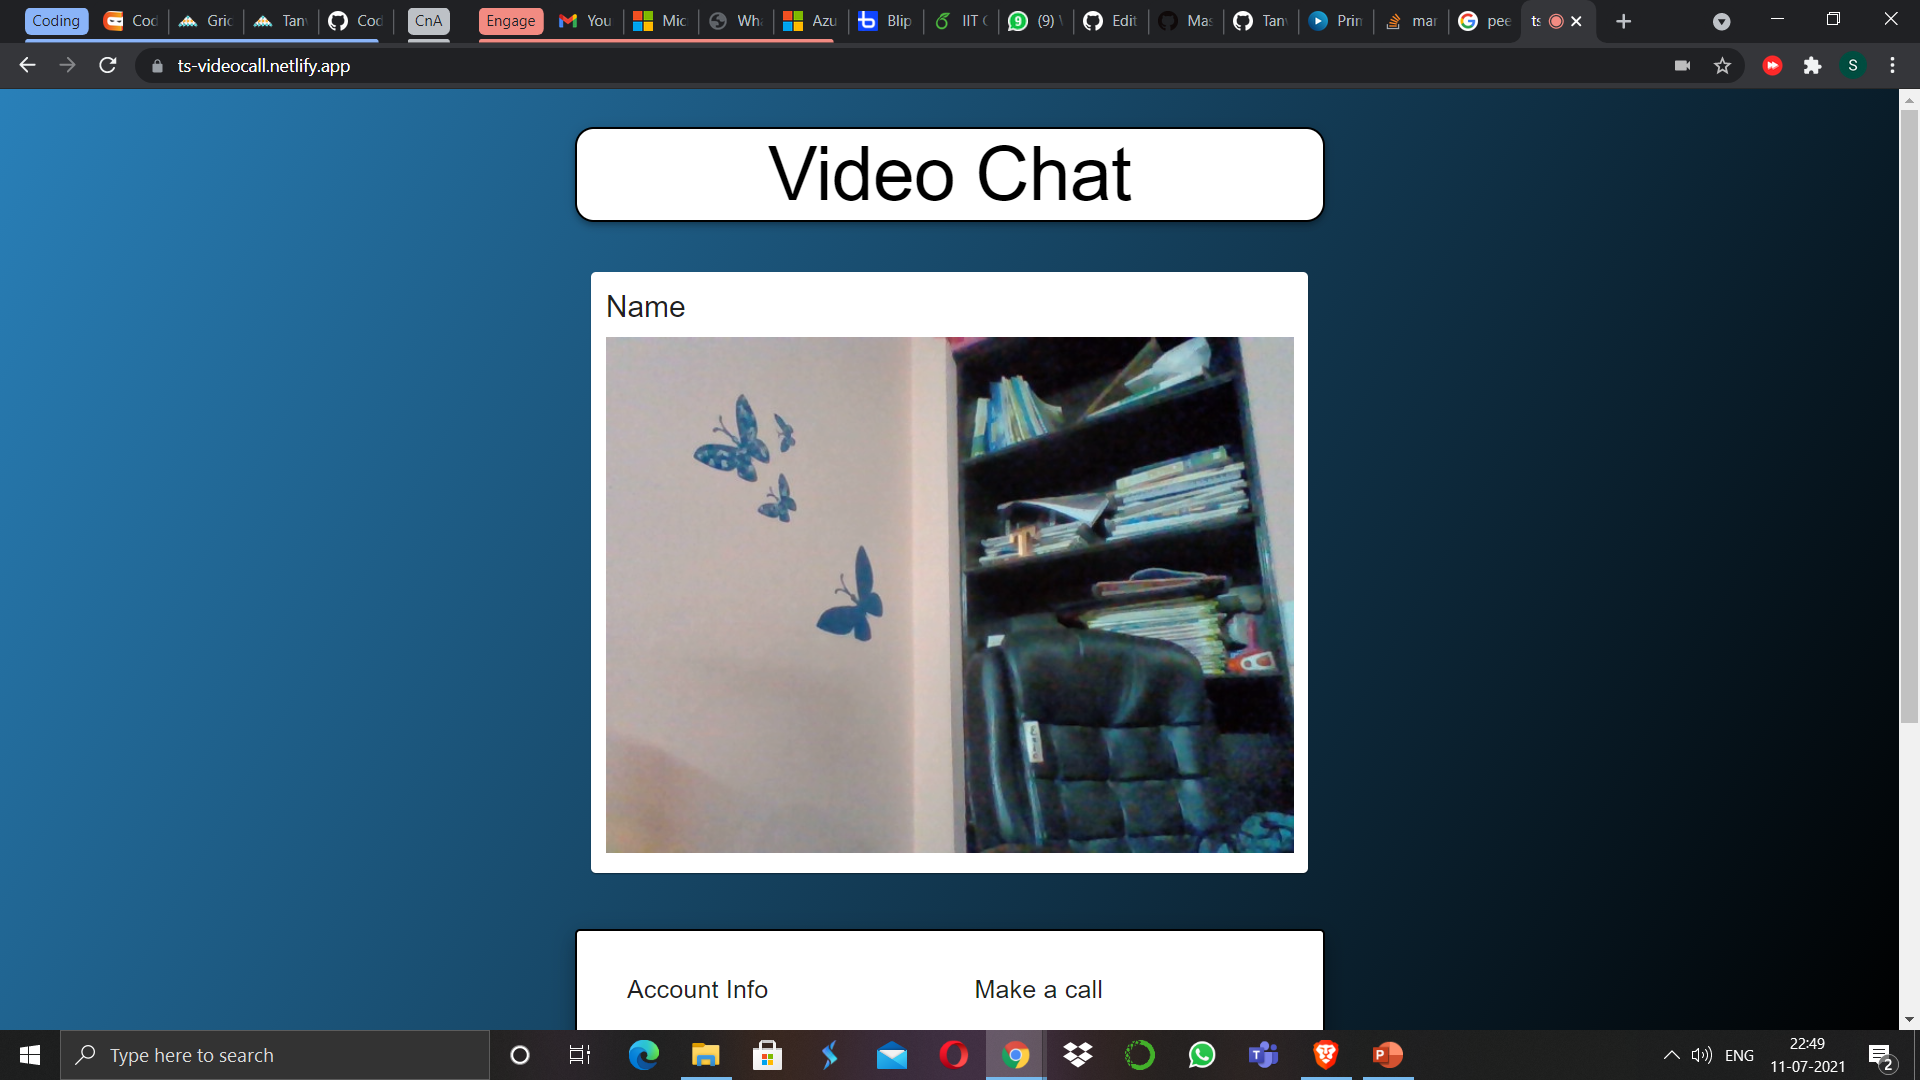 Coding Cod Gric Tan Cod CnA Engage You Mic Wha Azu Blip IIT (9) Edit Mas Tan Prin mar pee ts
ts-videocall.netlify.app
S
Video Chat
Name
Account Info
Make a call
Type here to search
ENG
22:49
11-07-2021
2